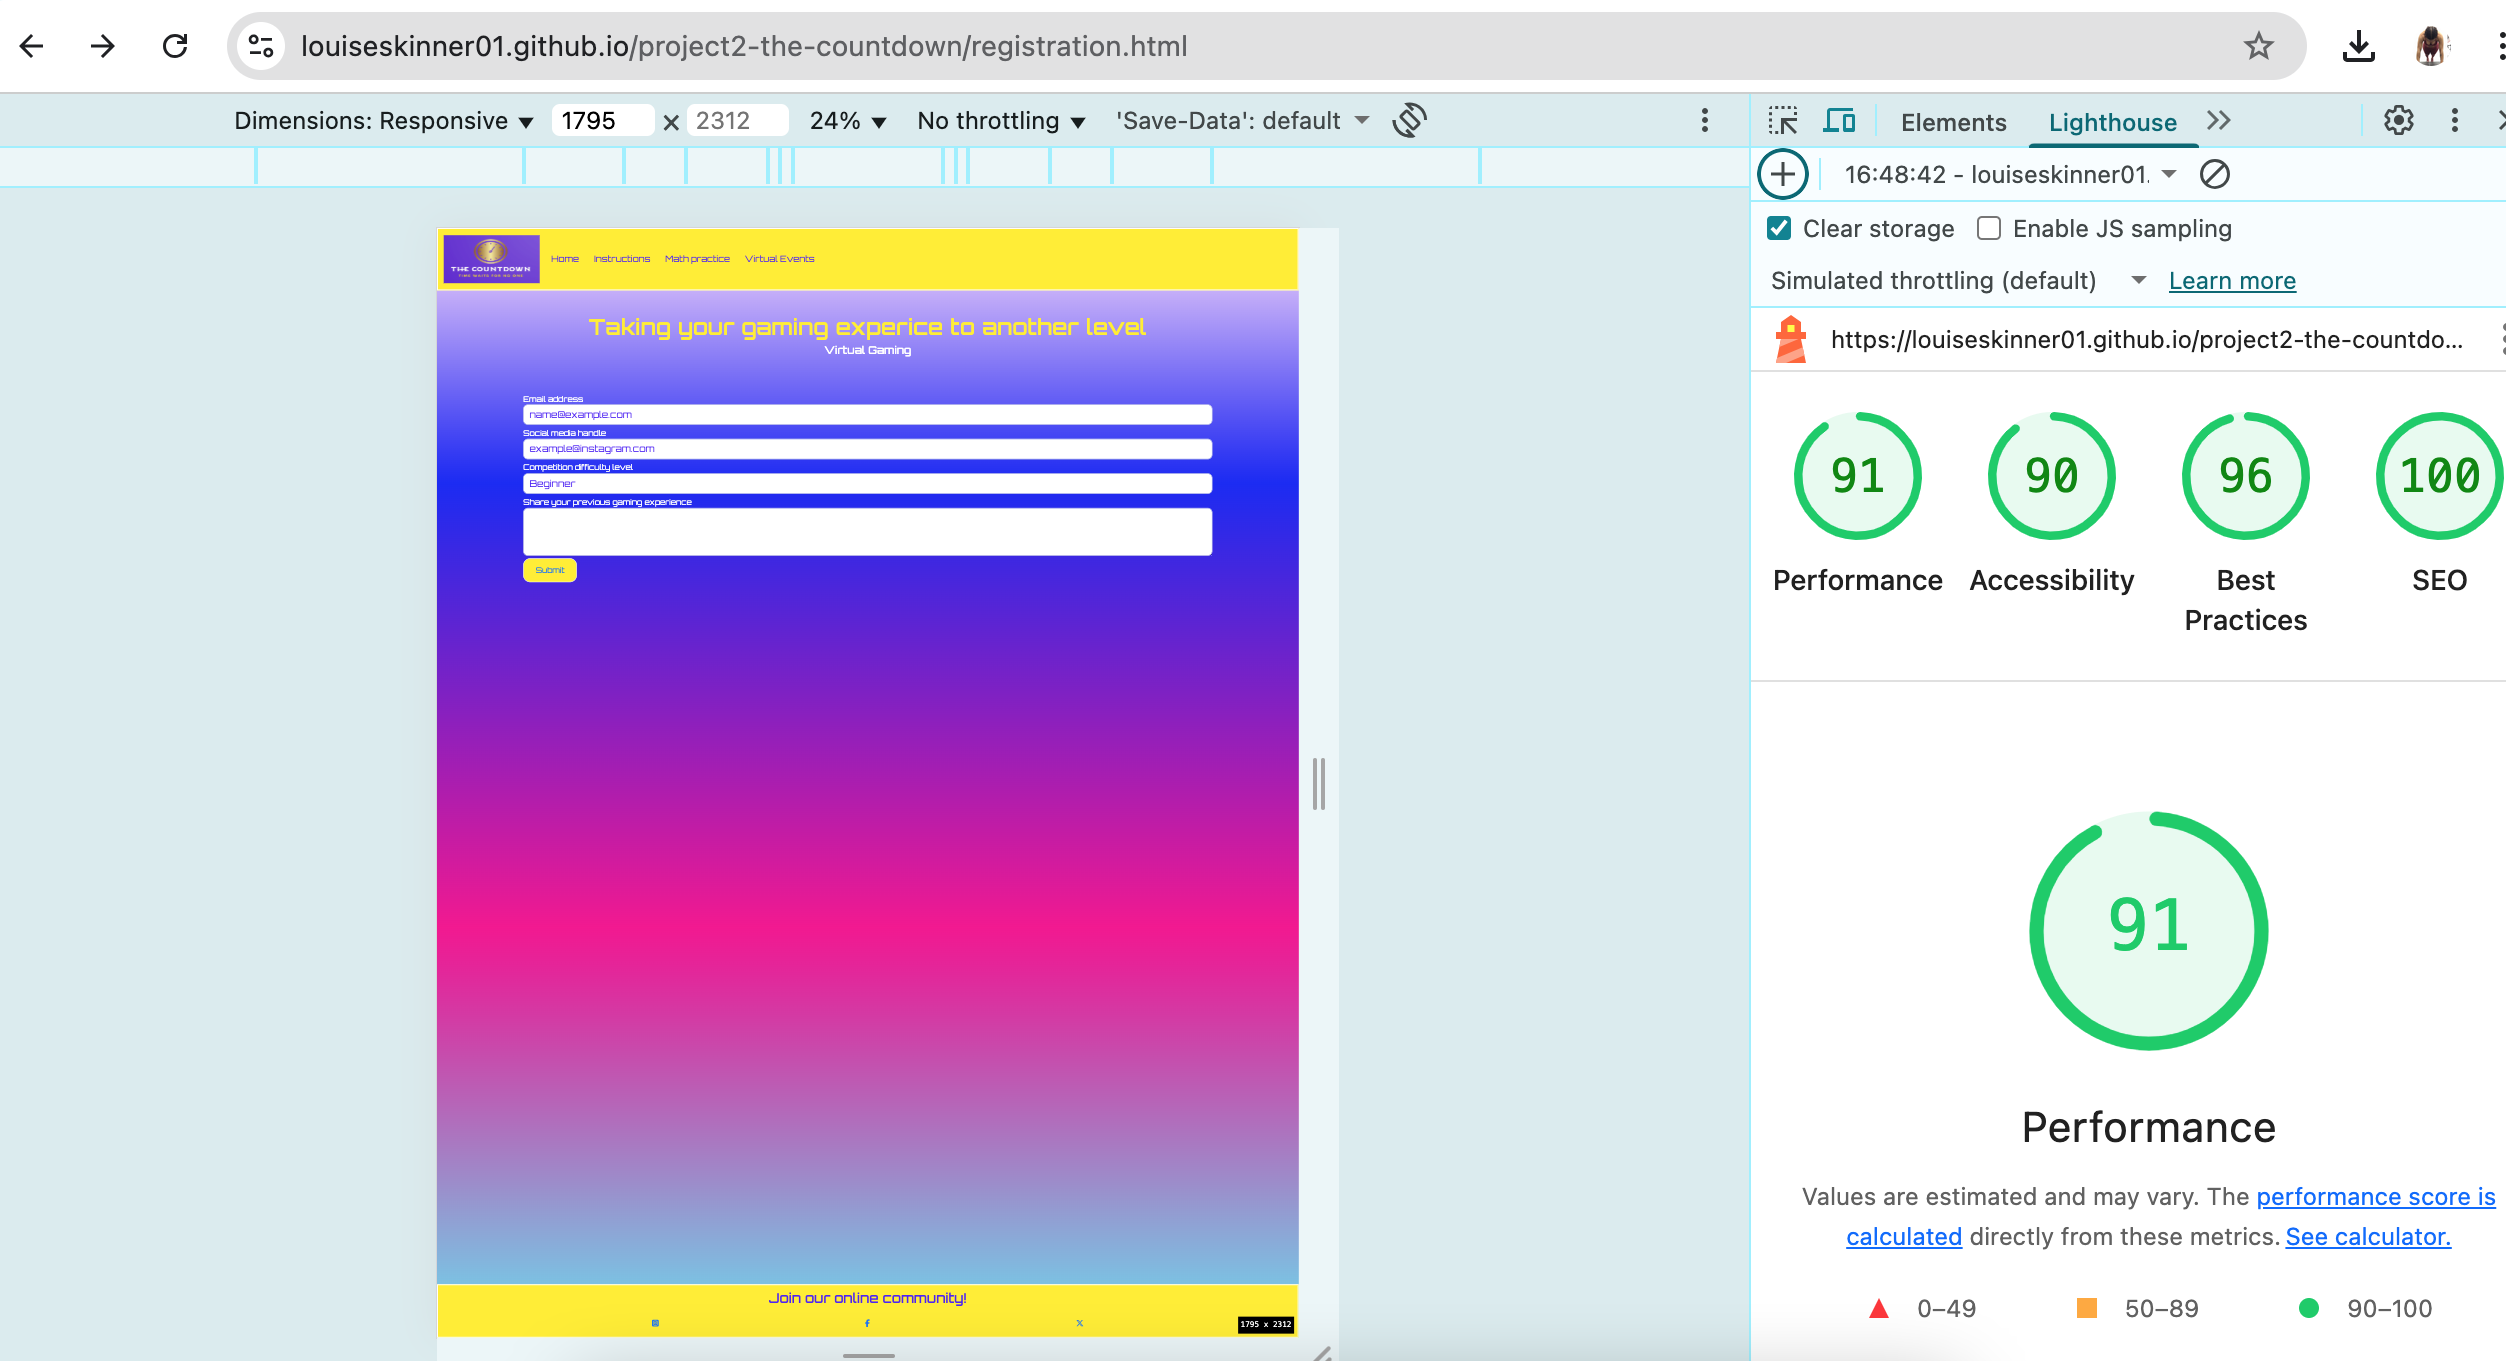 louiseskinner01.github.io/project2-the-countdown/registration.html
Dimensions: Responsive 1795 × 2312 24% No throttling 'Save-Data': default
Elements Lighthouse
16:48:42 - louiseskinner01.
Clear storage Enable JS sampling
Simulated throttling (default) Learn more
https://louiseskinner01.github.io/project2-the-countdo...
THE COUNTDOWN
TIME WAITS FOR NO ONE
Home Instructions Math practice Virtual Events
Taking your gaming experice to another level
Virtual Gaming
Email address
name@example.com
Social media handle
example@instagram.com
Competition difficulty level
Beginner
Share your previous gaming experience
Submit
Join our online community!
1795 x 2312
91 90 96 100
Performance Accessibility Best Practices SEO
91
Performance
Values are estimated and may vary. The performance score is
calculated directly from these metrics. See calculator.
0–49 50–89 90–100